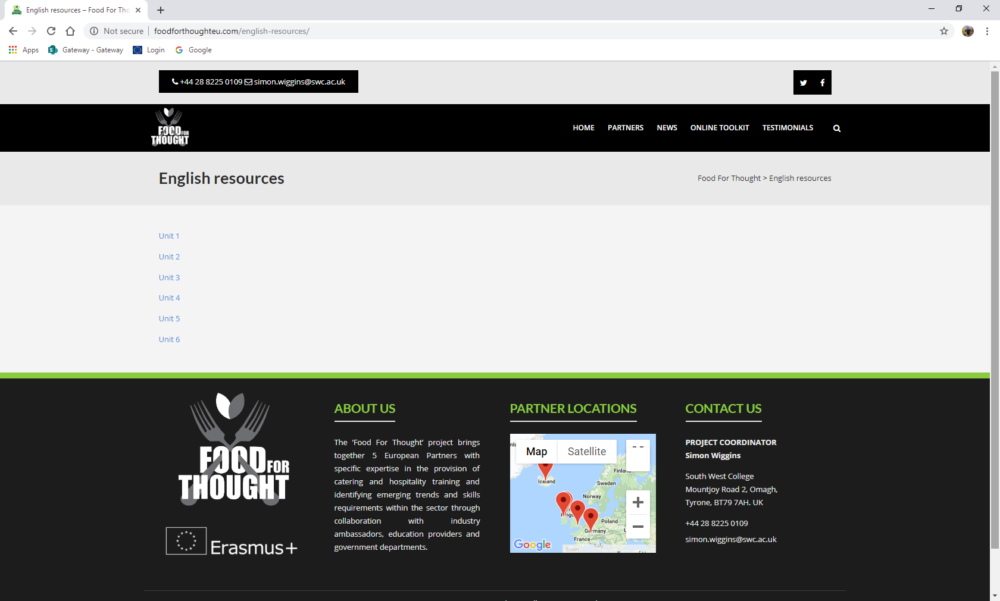 English resources – Food For Tho
Not secure foodforthoughteu.com/english-resources/
Apps Gateway - Gateway Login Google
+44 28 8225 0109 simon.wiggins@swc.ac.uk
FOOD FOR
THOUGHT
HOME PARTNERS NEWS ONLINE TOOLKIT TESTIMONIALS
English resources
Food For Thought > English resources
Unit 1
Unit 2
Unit 3
Unit 4
Unit 5
Unit 6
FOOD FOR
THOUGHT
Erasmus+
ABOUT US
The ‘Food For Thought’ project brings
together 5 European Partners with
specific expertise in the provision of
catering and hospitality training and
identifying emerging trends and skills
requirements within the sector through
collaboration with industry
ambassadors, education providers and
government departments.
PARTNER LOCATIONS
Map Satellite
Iceland
Sweden
Norway
Poland
Germany
France
Italy
Spain
Google
CONTACT US
PROJECT COORDINATOR
Simon Wiggins
South West College
Mountjoy Road 2, Omagh,
Tyrone, BT79 7AH. UK
+44 28 8225 0109
simon.wiggins@swc.ac.uk